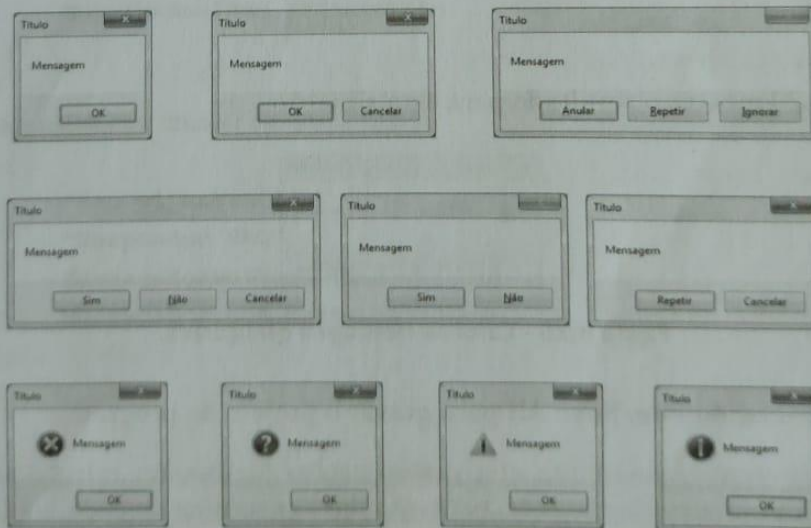 Título
Mensagem
OK
Título
Mensagem
OK Cancelar
Título
Mensagem
Anular Repetir Ignorar
Título
Mensagem
Sim Não Cancelar
Título
Mensagem
Sim Não
Título
Mensagem
Repetir Cancelar
Título
Mensagem
OK
Título
Mensagem
OK
Título
Mensagem
OK
Título
Mensagem
OK